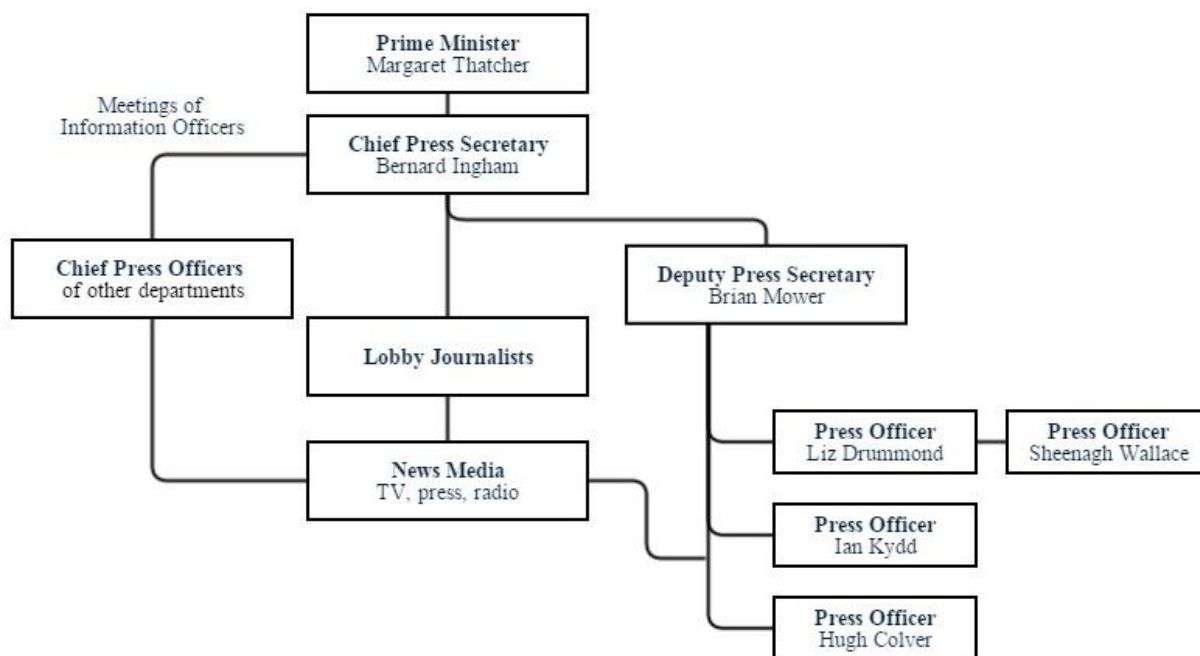 Prime Minister
Margaret Thatcher
Meetings of
Information Officers
Chief Press Secretary
Bernard Ingham
Chief Press Officers
of other departments
Deputy Press Secretary
Brian Mower
Lobby Journalists
Press Officer
Liz Drummond
Press Officer
Sheenagh Wallace
News Media
TV, press, radio
Press Officer
Ian Kydd
Press Officer
Hugh Colver